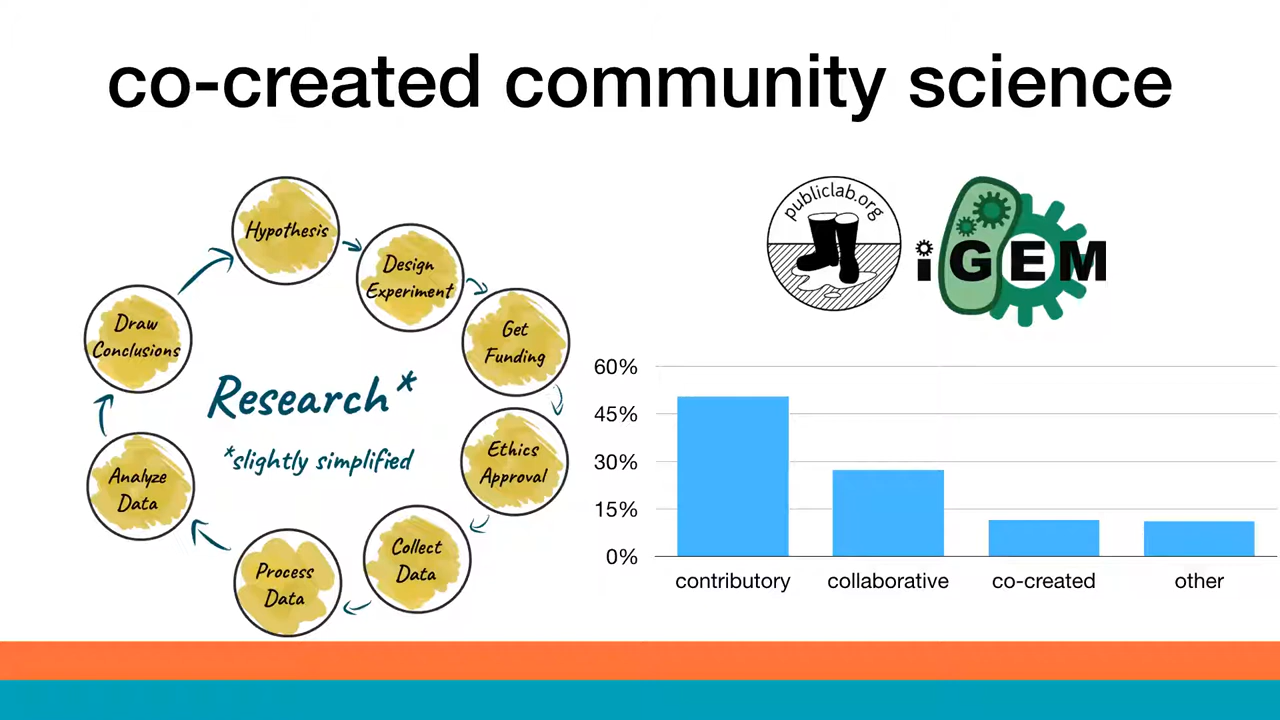 co-created community science
Hypothesis
Design
Experiment
Get
Funding
Ethics
Approval
Collect
Data
Process
Data
Analyze
Data
Draw
Conclusions
Research*
*slightly simplified
publiclab.org
iGEM
60%
45%
30%
15%
0%
contributory
collaborative
co-created
other